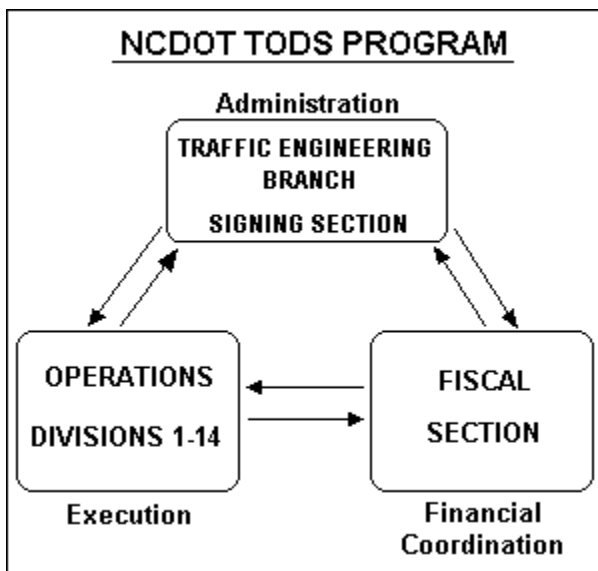 NCDOT TODS PROGRAM
Administration
TRAFFIC ENGINEERING
BRANCH
SIGNING SECTION
OPERATIONS
DIVISIONS 1-14
Execution
FISCAL
SECTION
Financial
Coordination